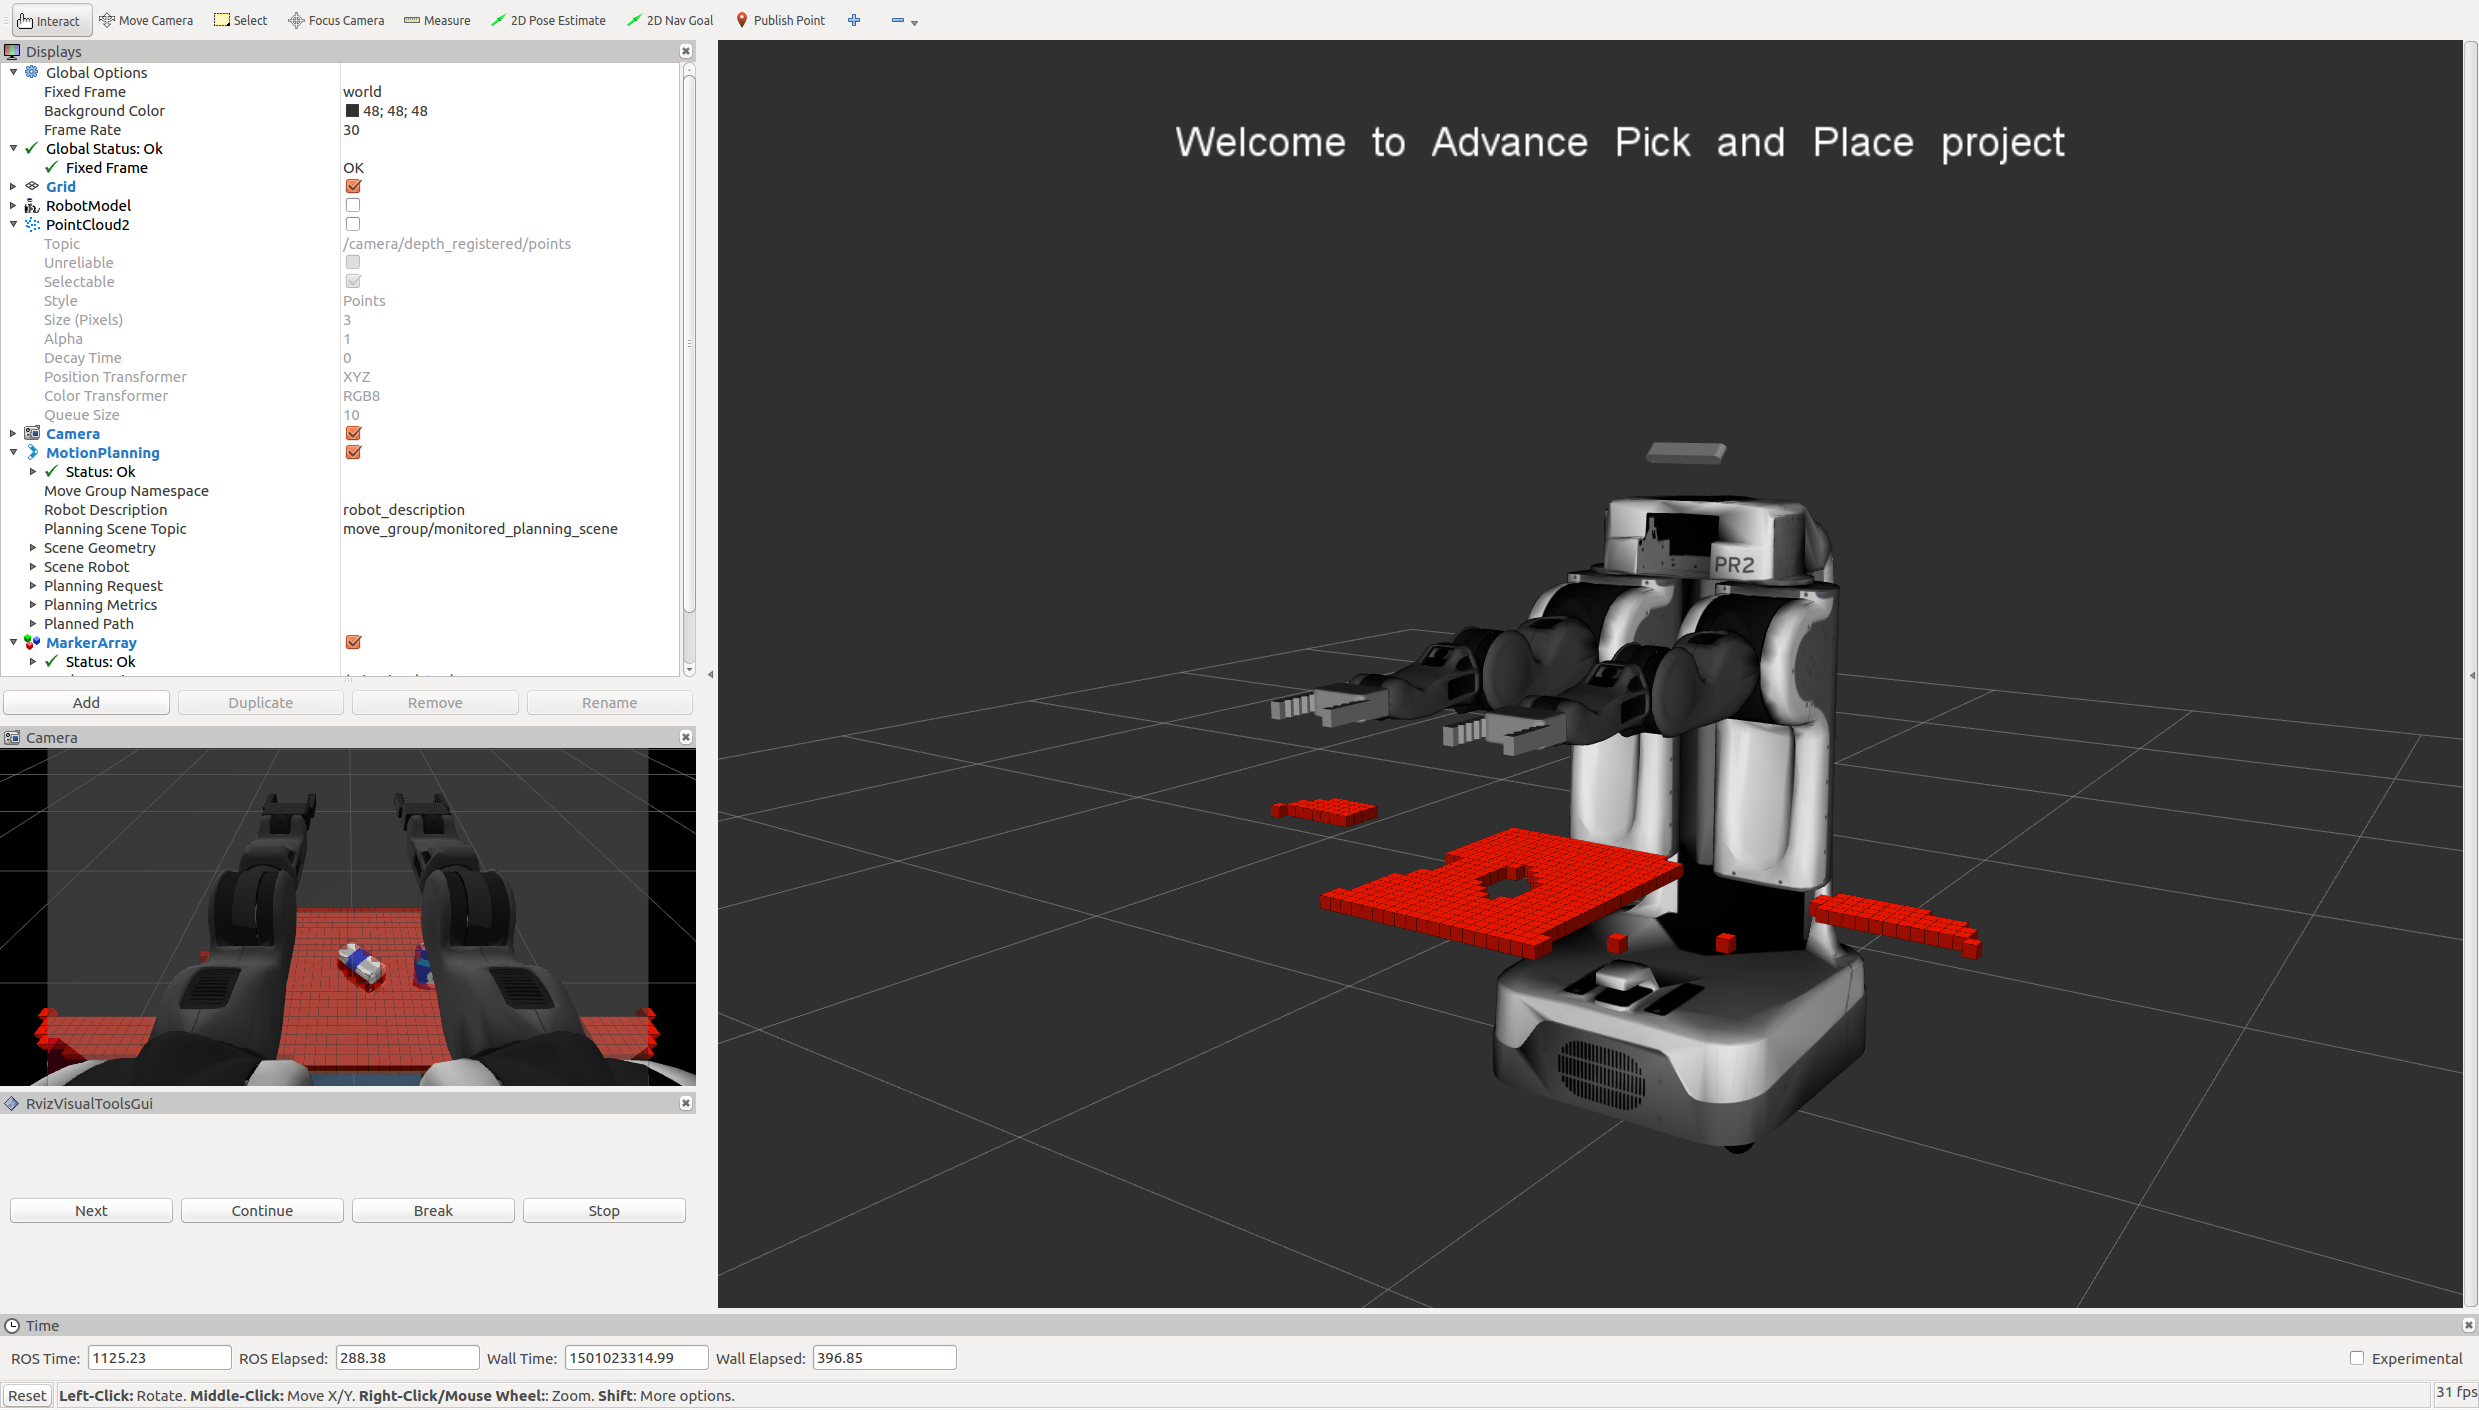 Interact Move Camera Select Focus Camera Measure 2D Pose Estimate 2D Nav Goal Publish Point
Displays
Global Options
Fixed Frame world
Background Color 48; 48; 48
Frame Rate 30
Global Status: Ok
Fixed Frame OK
Grid
RobotModel
PointCloud2
Topic /camera/depth_registered/points
Unreliable
Selectable
Style Points
Size (Pixels) 3
Alpha 1
Decay Time 0
Position Transformer XYZ
Color Transformer RGB8
Queue Size 10
Camera
MotionPlanning
Status: Ok
Move Group Namespace
Robot Description robot_description
Planning Scene Topic move_group/monitored_planning_scene
Scene Geometry
Scene Robot
Planning Request
Planning Metrics
Planned Path
MarkerArray
Status: Ok
Add Duplicate Remove Rename
Camera
RvizVisualToolsGui
Next Continue Break Stop
Welcome to Advance Pick and Place project
PR2
Time
ROS Time: 1125.23 ROS Elapsed: 288.38 Wall Time: 1501023314.99 Wall Elapsed: 396.85 Experimental
Reset Left-Click: Rotate. Middle-Click: Move X/Y. Right-Click/Mouse Wheel:: Zoom. Shift: More options. 31 fps